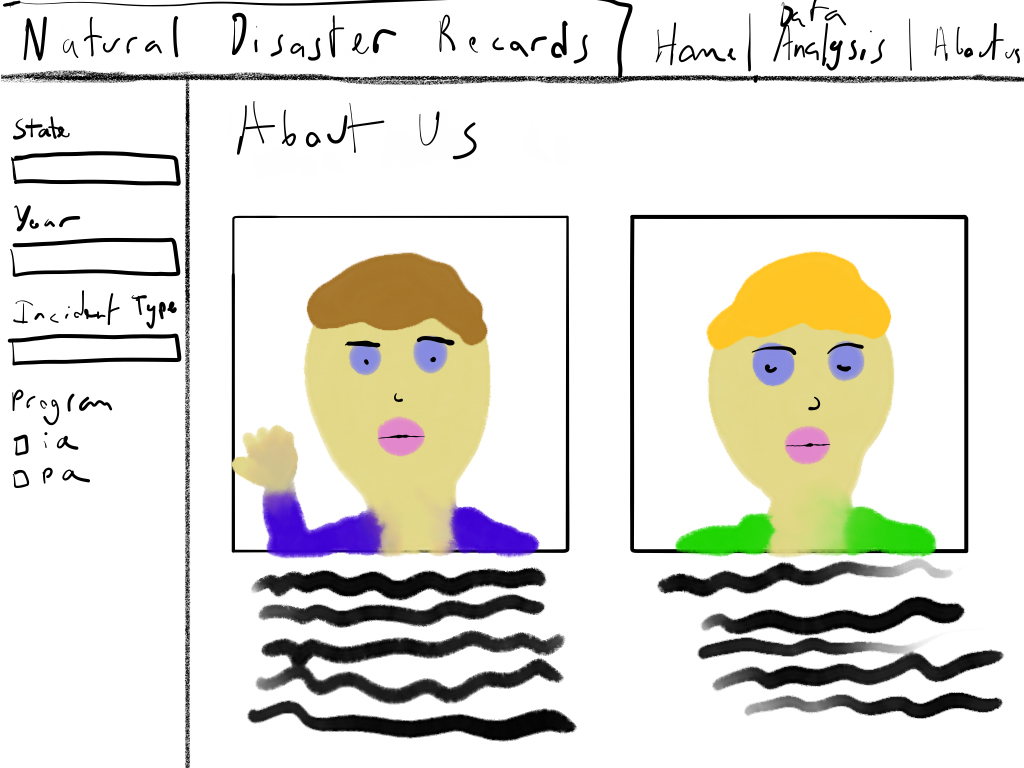 Natural Disaster Records
Home | Data Analysis | About us
State
Year
Incident Type
Program
ia
pa
About Us